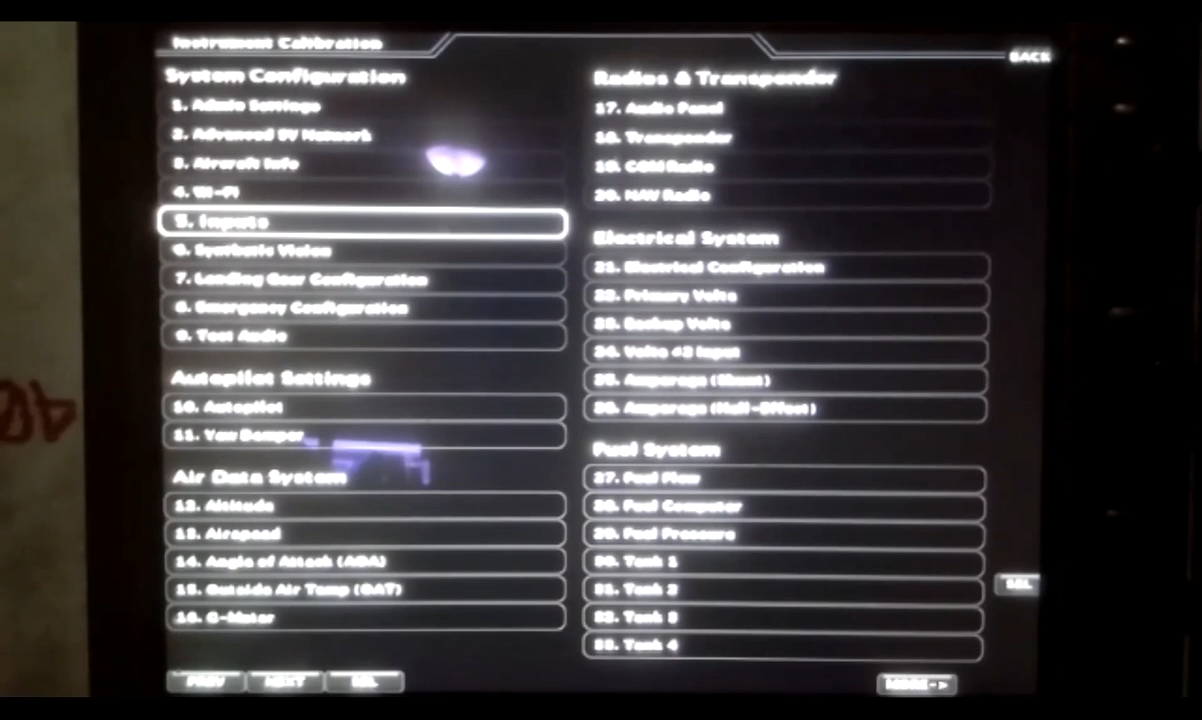 Instrument Calibration
BACK
System Configuration
1. Admin Settings
2. Advanced SV Network
3. Aircraft Info
4. Wi-Fi
5. Inputs
6. Synthetic Vision
7. Landing Gear Configuration
8. Emergency Configuration
9. Test Audio
Autopilot Settings
10. Autopilot
11. Yaw Damper
Air Data System
12. Altitude
13. Airspeed
14. Angle of Attack (AOA)
15. Outside Air Temp (OAT)
16. G-Meter
Radios & Transponder
17. Audio Panel
18. Transponder
19. COM Radio
20. NAV Radio
Electrical System
21. Electrical Configuration
22. Primary Volts
23. Backup Volts
24. Volts #3 Input
25. Amperage (Shunt)
26. Amperage (Hall-Effect)
Fuel System
27. Fuel Flow
28. Fuel Computer
29. Fuel Pressure
30. Tank 1
31. Tank 2
32. Tank 3
33. Tank 4
SEL
PREV
NEXT
SEL
MORE->